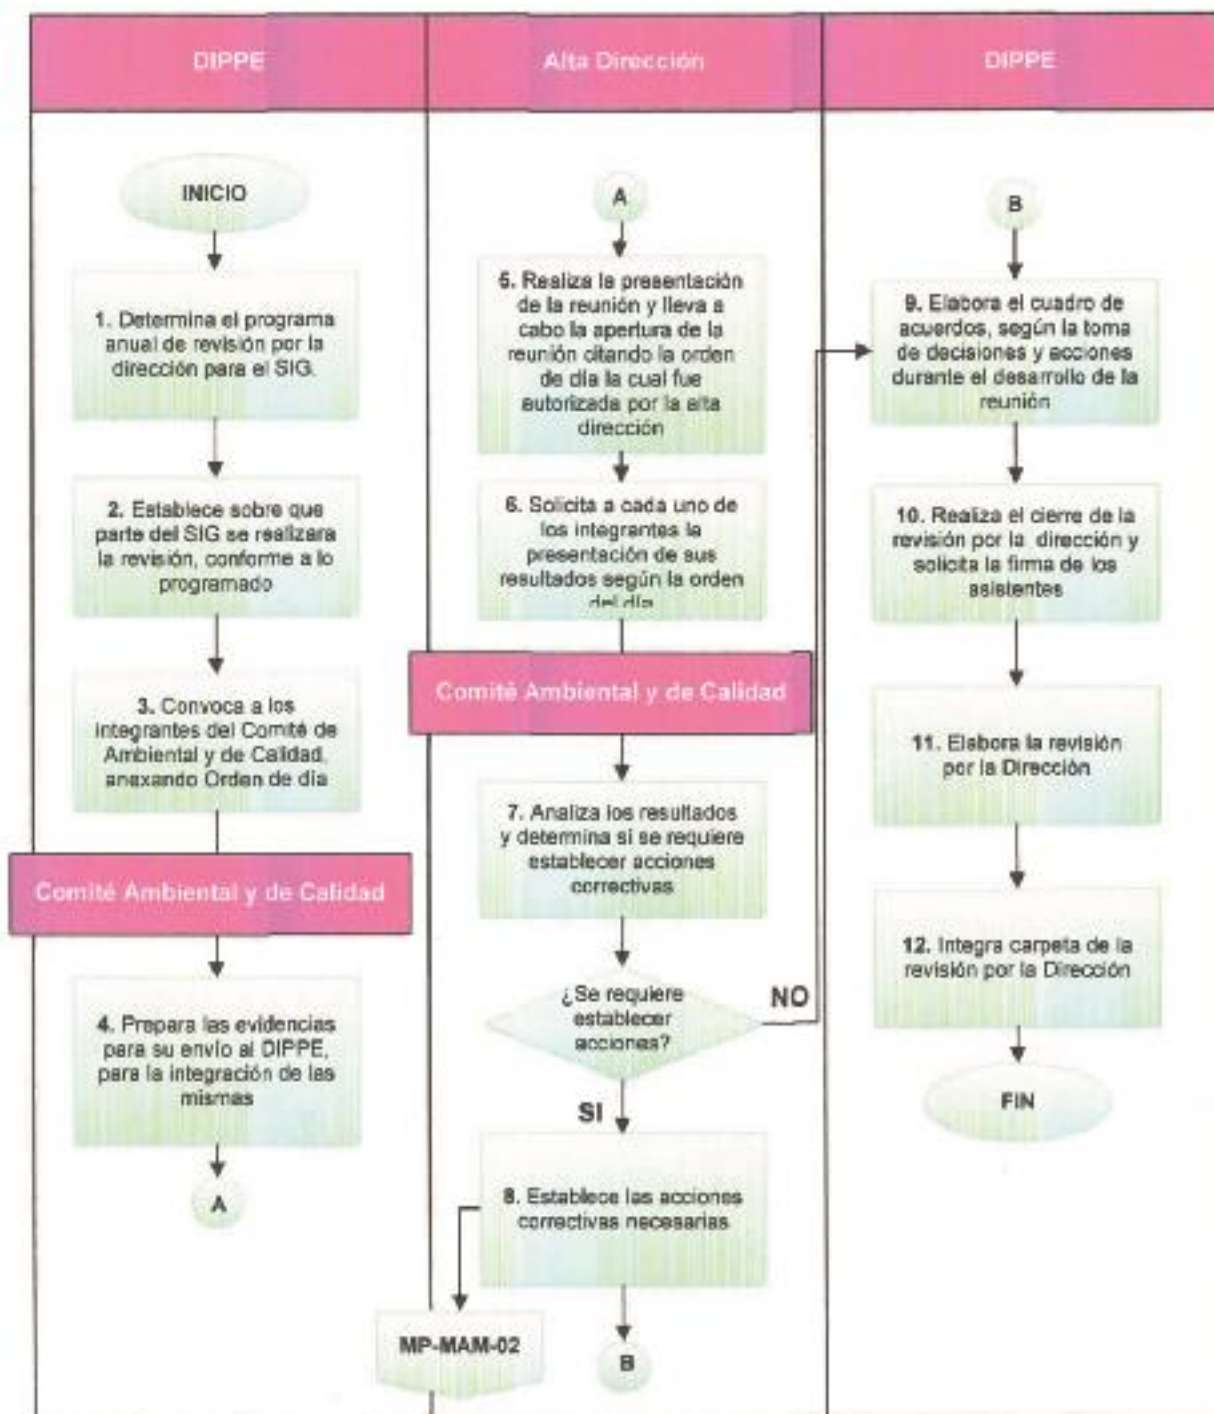 DIPPE
INICIO
1. Determina el programa
anual de revisión por la
dirección para el SIG.
2. Establece sobre que
parte del SIG se realizara
la revisión, conforme a lo
programado
3. Convoca a los
integrantes del Comité de
Ambiental y de Calidad,
anexando Orden de día
Comité Ambiental y de Calidad
4. Prepara las evidencias
para su envío al DIPPE,
para la integración de las
mismas
A
Alta Dirección
A
5. Realiza la presentación
de la reunión y lleva a
cabo la apertura de la
reunión citando la orden
de día la cual fue
autorizada por la alta
dirección
6. Solicita a cada uno de
los integrantes la
presentación de sus
resultados según la orden
del día
Comité Ambiental y de Calidad
7. Analiza los resultados
y determina si se requiere
establecer acciones
correctivas
¿Se requiere
establecer
acciones?
NO
SI
8. Establece las acciones
correctivas necesarias
MP-MAM-02
B
DIPPE
B
9. Elabora el cuadro de
acuerdos, según la toma
de decisiones y acciones
durante el desarrollo de la
reunión
10. Realiza el cierre de la
revisión por la dirección y
solicita la firma de los
asistentes
11. Elabora la revisión
por la Dirección
12. Integra carpeta de la
revisión por la Dirección
FIN